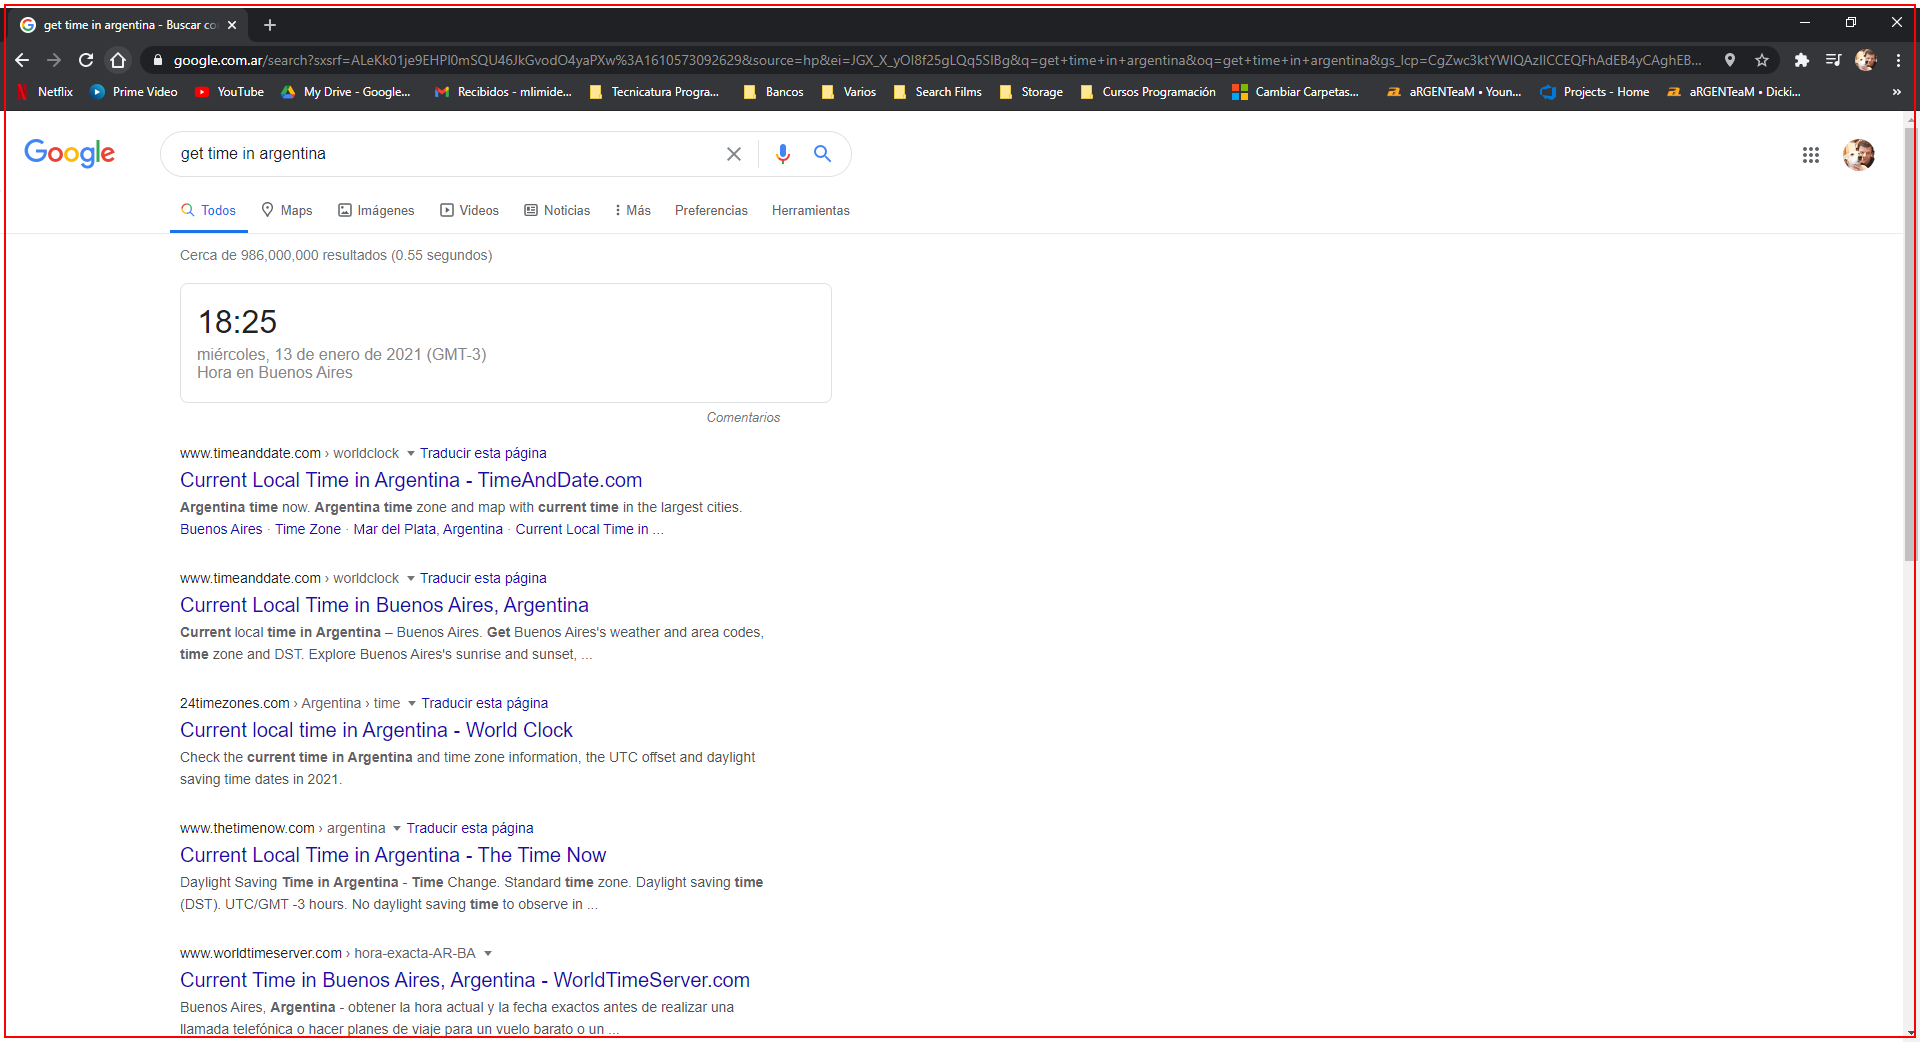 get time in argentina - Buscar co
google.com.ar/search?sxsrf=ALeKk01je9EHPI0mSQU46JkGvodO4yaPXw%3A1610573092629&source=hp&ei=JGX_X_yOI8f25gLQq5SIBg&q=get+time+in+argentina&oq=get+time+in+argentina&gs_lcp=CgZwc3ktYWIQAzIICCEQFhAdEB4yCAghEB...
Netflix Prime Video YouTube My Drive - Google... Recibidos - mlimide... Tecnicatura Progra... Bancos Varios Search Films Storage Cursos Programación Cambiar Carpetas... aRGENTeaM • Youn... Projects - Home aRGENTeaM • Dicki... »
Google get time in argentina
Todos Maps Imágenes Videos Noticias Más Preferencias Herramientas
Cerca de 986,000,000 resultados (0.55 segundos)
18:25
miércoles, 13 de enero de 2021 (GMT-3)
Hora en Buenos Aires
Comentarios
www.timeanddate.com › worldclock Traducir esta página
Current Local Time in Argentina - TimeAndDate.com
Argentina time now. Argentina time zone and map with current time in the largest cities.
Buenos Aires · Time Zone · Mar del Plata, Argentina · Current Local Time in ...
www.timeanddate.com › worldclock Traducir esta página
Current Local Time in Buenos Aires, Argentina
Current local time in Argentina – Buenos Aires. Get Buenos Aires's weather and area codes,
time zone and DST. Explore Buenos Aires's sunrise and sunset, ...
24timezones.com › Argentina › time Traducir esta página
Current local time in Argentina - World Clock
Check the current time in Argentina and time zone information, the UTC offset and daylight
saving time dates in 2021.
www.thetimenow.com › argentina Traducir esta página
Current Local Time in Argentina - The Time Now
Daylight Saving Time in Argentina - Time Change. Standard time zone. Daylight saving time
(DST). UTC/GMT -3 hours. No daylight saving time to observe in ...
www.worldtimeserver.com › hora-exacta-AR-BA
Current Time in Buenos Aires, Argentina - WorldTimeServer.com
Buenos Aires, Argentina - obtener la hora actual y la fecha exactos antes de realizar una
llamada telefónica o hacer planes de viaje para un vuelo barato o un ...